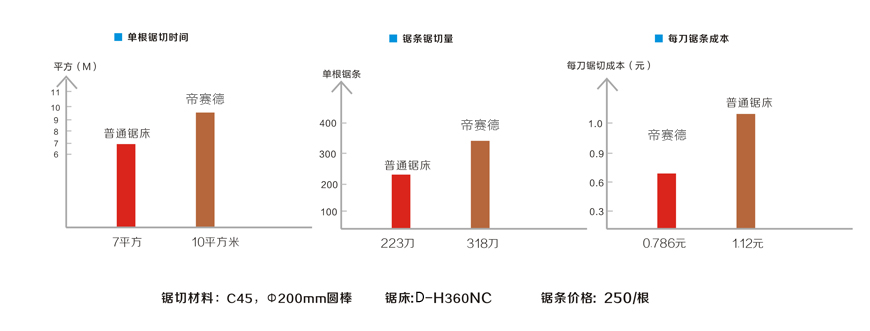 单根锯切时间
平方（M）
11
10
9
8
7
6
普通锯床
帝赛德
7平方
10平方米
锯条锯切量
单根锯条
400
300
200
100
普通锯床
帝赛德
223刀
318刀
每刀锯条成本
每刀锯切成本（元）
1.0
0.9
0.6
0.3
帝赛德
普通锯床
0.786元
1.12元
锯切材料：C45，Φ200mm圆棒 锯床:D-H360NC 锯条价格: 250/根